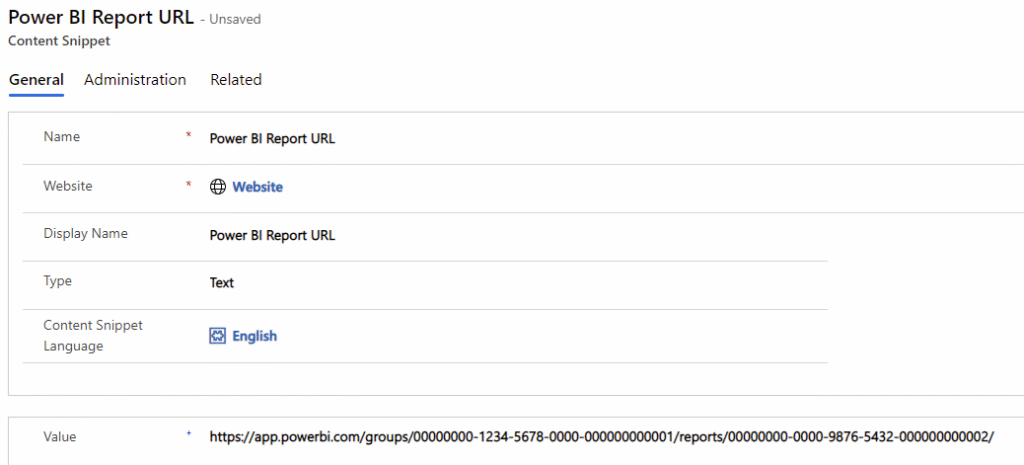 Power BI Report URL - Unsaved
Content Snippet
General Administration Related
Name * Power BI Report URL
Website * Website
Display Name Power BI Report URL
Type Text
Content Snippet
Language
English
Value * https://app.powerbi.com/groups/00000000-1234-5678-0000-000000000001/reports/00000000-0000-9876-5432-000000000002/